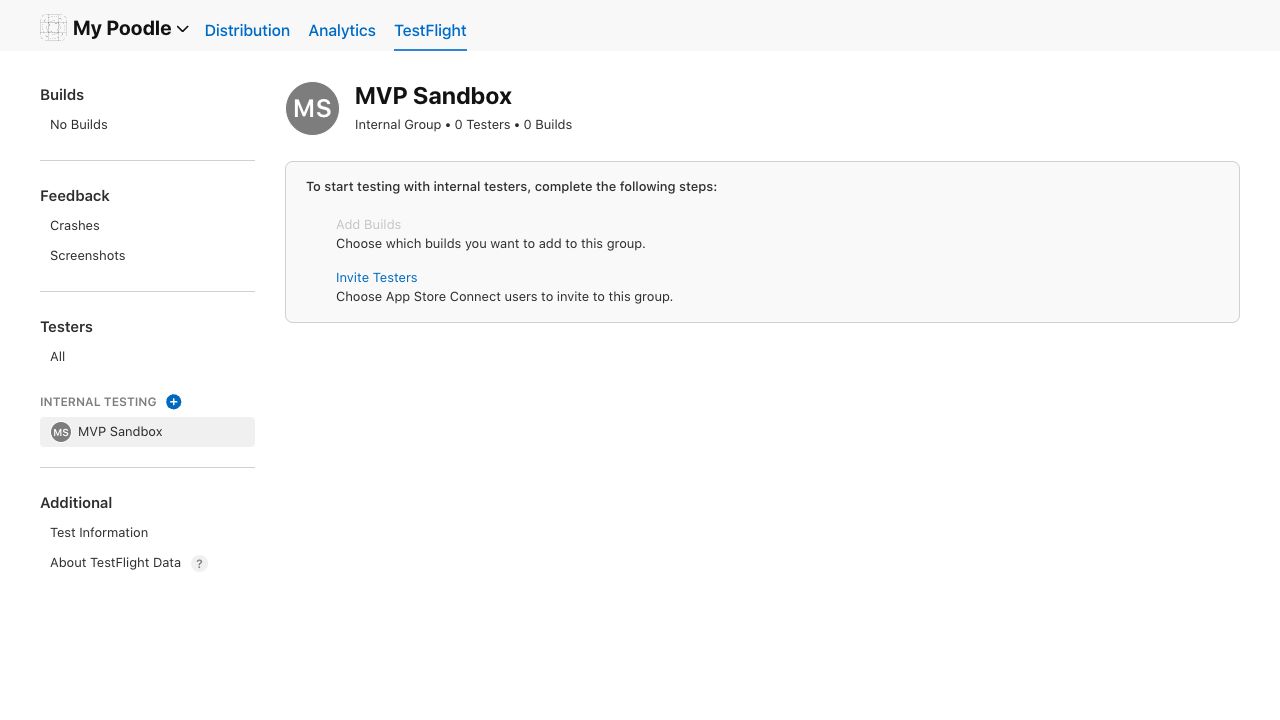 My Poodle
Distribution
Analytics
TestFlight
Builds
No Builds
Feedback
Crashes
Screenshots
Testers
All
INTERNAL TESTING
MS
MVP Sandbox
Additional
Test Information
About TestFlight Data
?
MS
MVP Sandbox
Internal Group • 0 Testers • 0 Builds
To start testing with internal testers, complete the following steps:
Add Builds
Choose which builds you want to add to this group.
Invite Testers
Choose App Store Connect users to invite to this group.